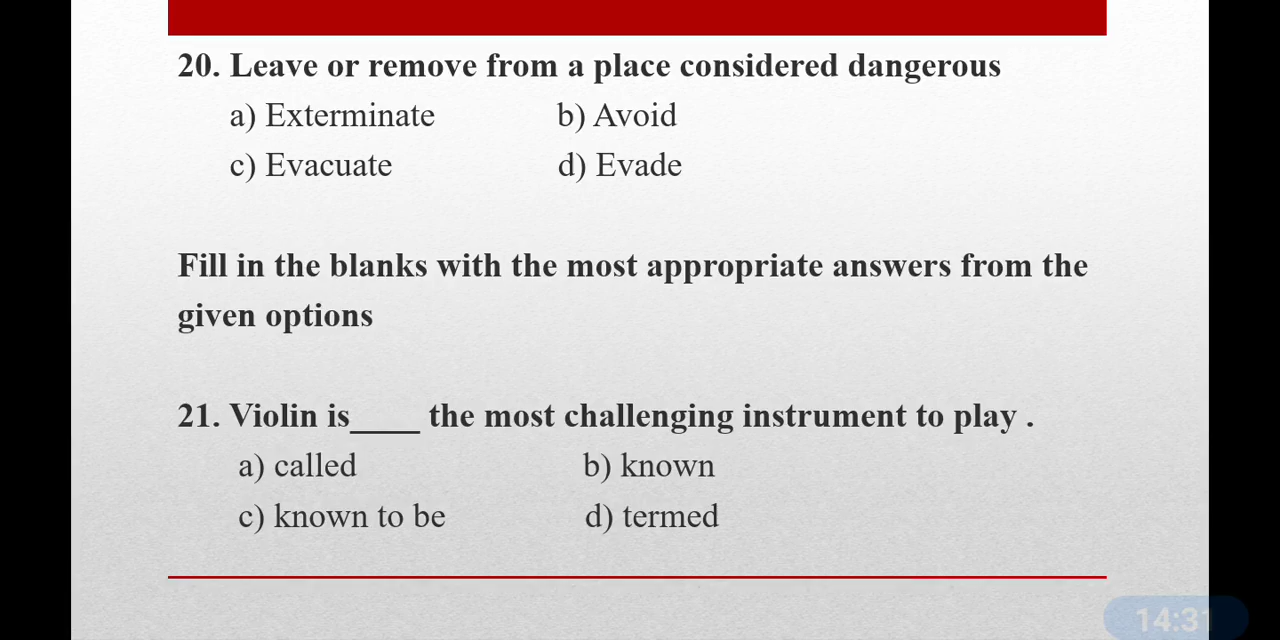 20. Leave or remove from a place considered dangerous
a) Exterminate b) Avoid
c) Evacuate d) Evade
Fill in the blanks with the most appropriate answers from the
given options
21. Violin is____ the most challenging instrument to play .
a) called b) known
c) known to be d) termed
14:31